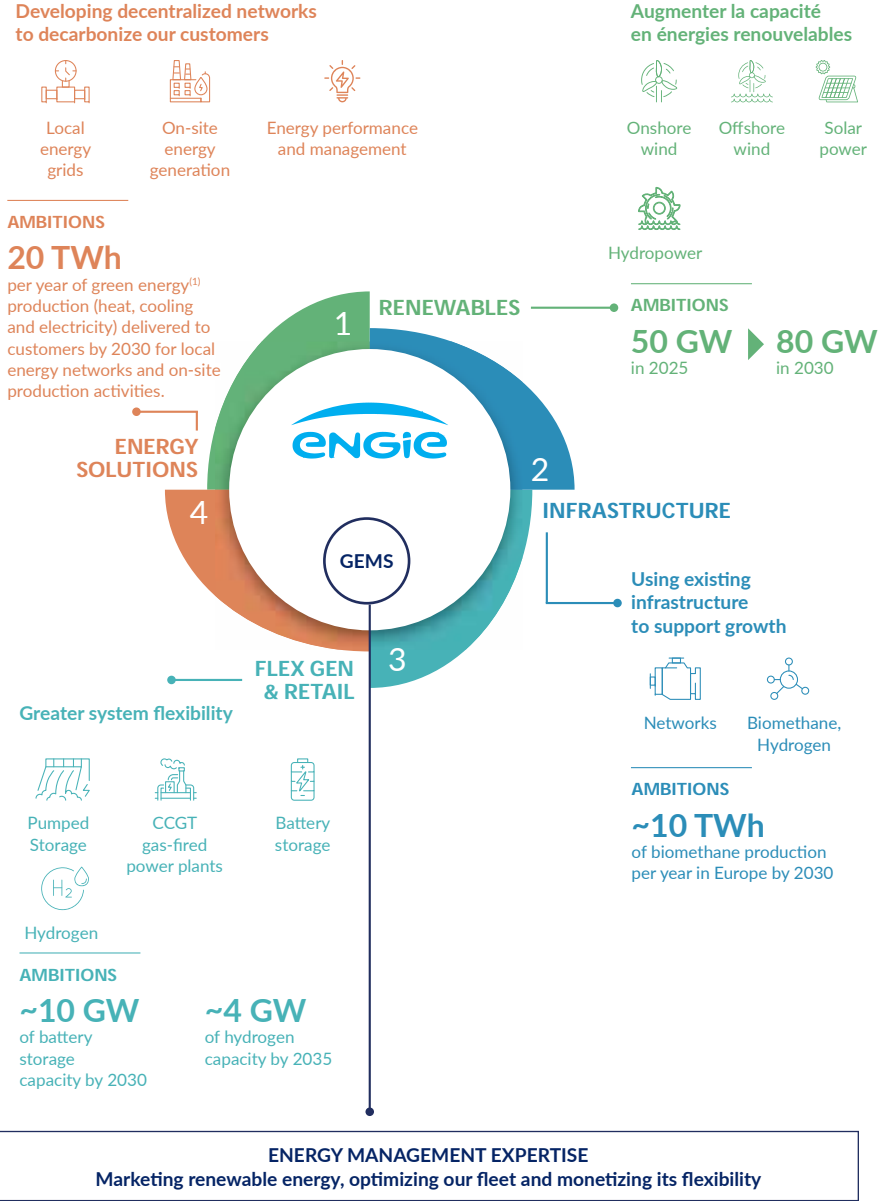 Developing decentralized networks
to decarbonize our customers
Local
energy
grids
On-site
energy
generation
Energy performance
and management
AMBITIONS
20 TWh
per year of green energy(1)
production (heat, cooling
and electricity) delivered to
customers by 2030 for local
energy networks and on-site
production activities.
ENERGY
SOLUTIONS
4
Augmenter la capacité
en énergies renouvelables
Onshore
wind
Offshore
wind
Solar
power
Hydropower
1
RENEWABLES
AMBITIONS
50 GW
in 2025
80 GW
in 2030
ENGIE
GEMS
2
INFRASTRUCTURE
Using existing
infrastructure
to support growth
Networks
Biomethane,
Hydrogen
AMBITIONS
~10 TWh
of biomethane production
per year in Europe by 2030
3
FLEX GEN
& RETAIL
Greater system flexibility
Pumped
Storage
CCGT
gas-fired
power plants
Battery
storage
H2
Hydrogen
AMBITIONS
~10 GW
of battery
storage
capacity by 2030
~4 GW
of hydrogen
capacity by 2035
ENERGY MANAGEMENT EXPERTISE
Marketing renewable energy, optimizing our fleet and monetizing its flexibility